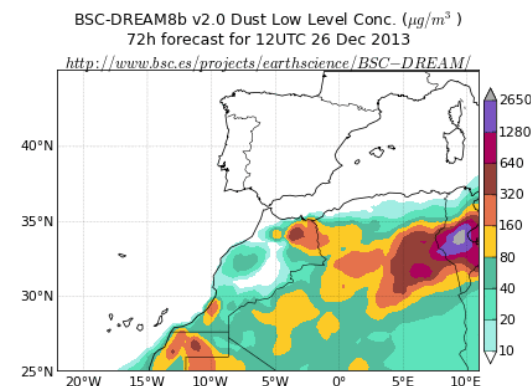 BSC-DREAM8b v2.0 Dust Low Level Conc. (μg/m³ )
72h forecast for 12UTC 26 Dec 2013
http://www.bsc.es/projects/earthscience/BSC−DREAM/
2650
1280
640
320
160
80
40
20
10
40°N
35°N
30°N
25°N
20°W 15°W 10°W 5°W 0°E 5°E 10°E